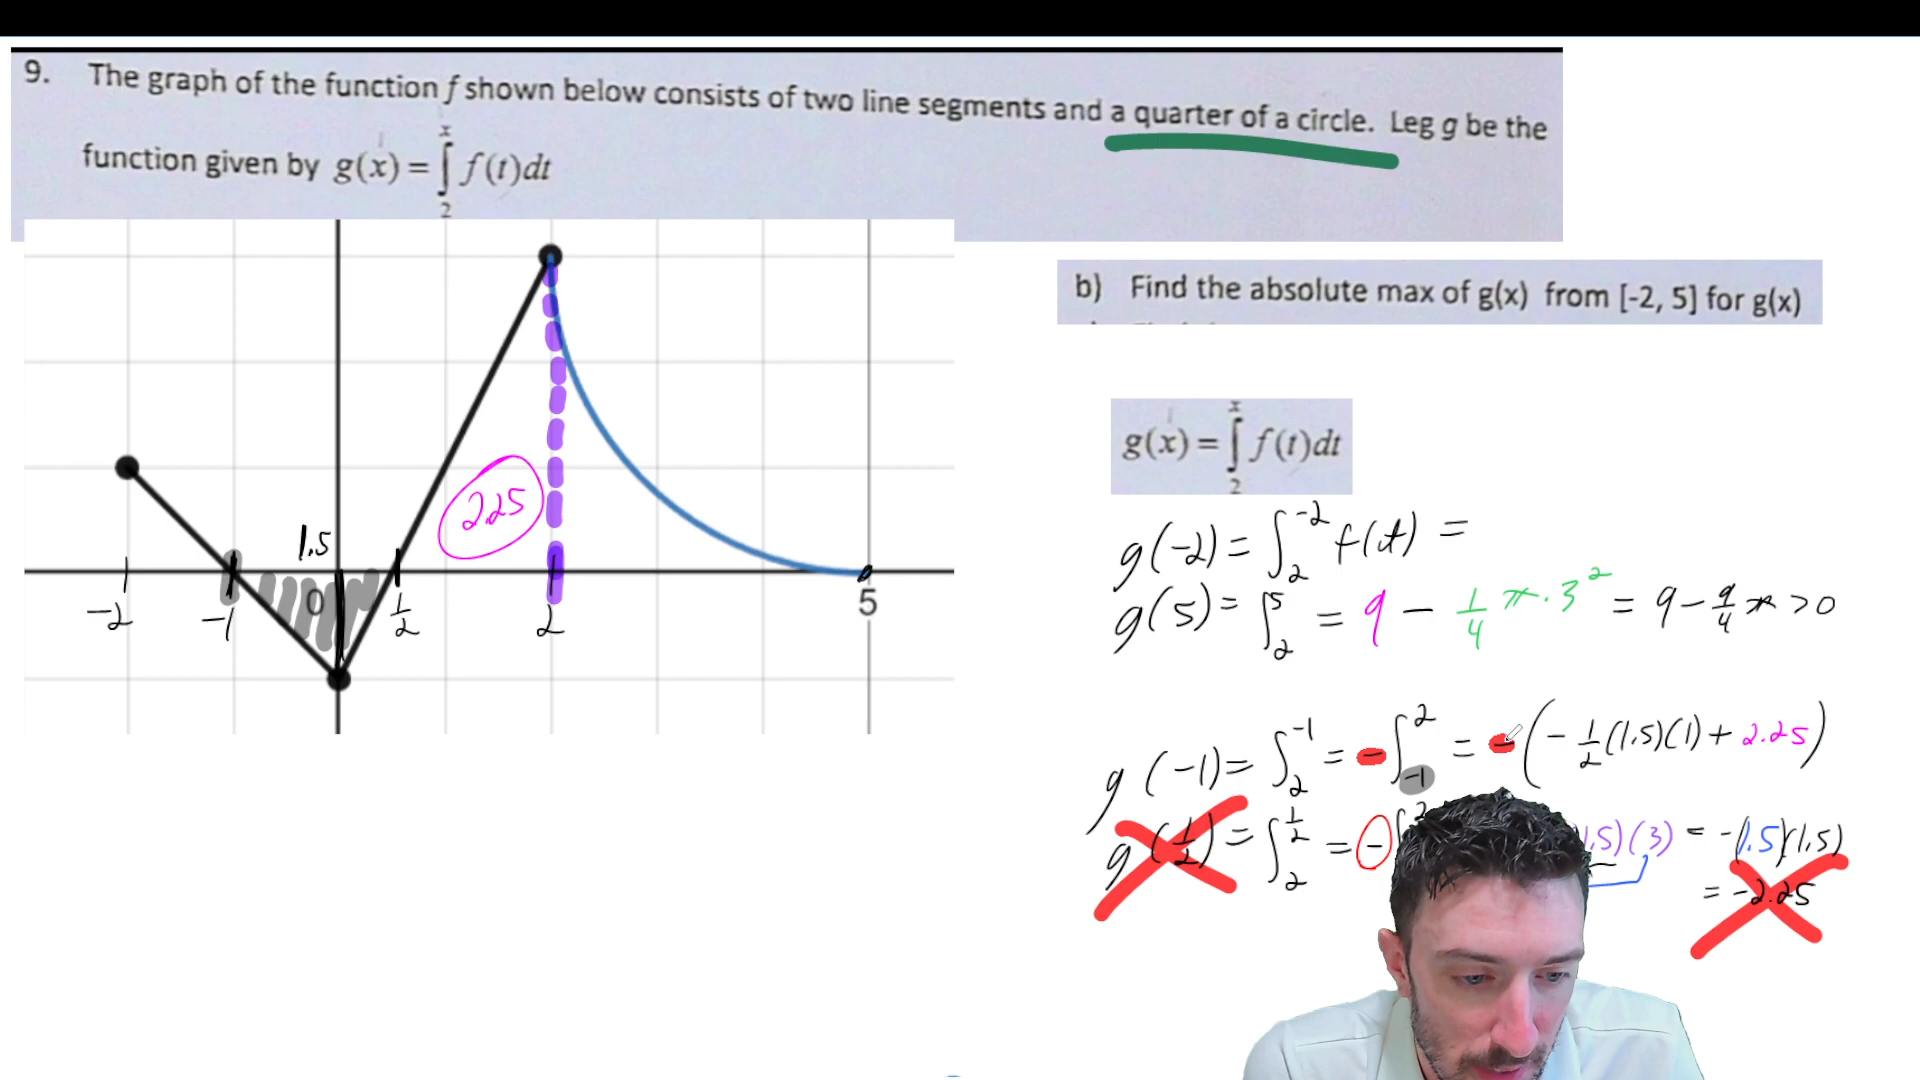 9. The graph of the function f shown below consists of two line segments and a quarter of a circle. Leg g be the
function given by g(x) = ∫₂ˣ f(t)dt
b) Find the absolute max of g(x) from [-2, 5] for g(x)
g(x) = ∫₂ˣ f(t)dt
2.25
1.5
-2 -1 0 1/2 2 5
g(-2) = ∫₂⁻² f(t) =
g(5) = ∫₂⁵ = 9 - 1/4 π·3² = 9 - 9/4 π > 0
g(-1) = ∫₂⁻¹ = -∫₋₁² = -(-1/2(1.5)(1) + 2.25)
g(1/2) = ∫₂^(1/2) = -∫ .5)(3) = -(1.5)(1.5)
= -2.25